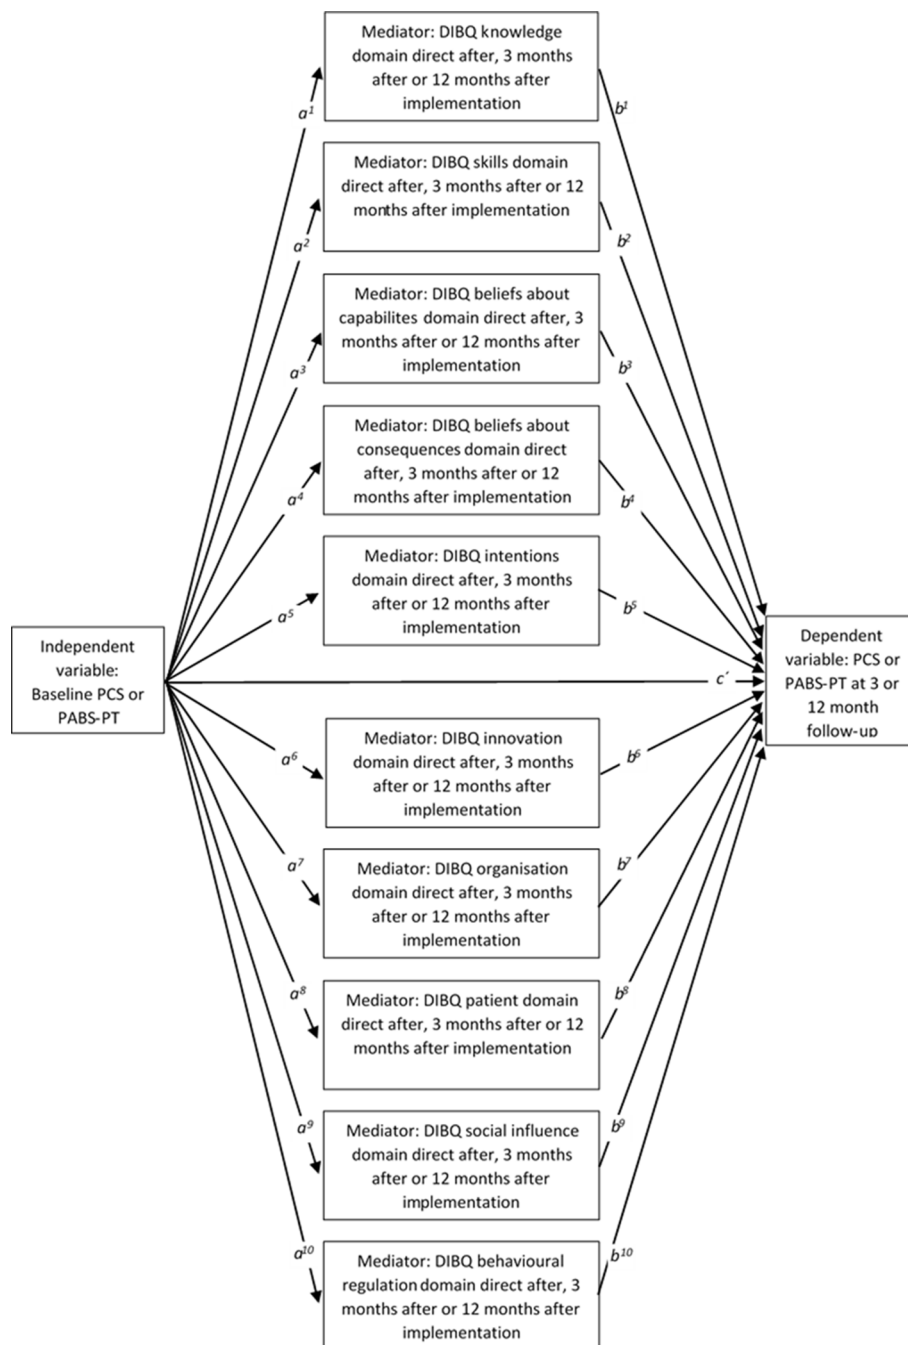 Mediator: DIBQ knowledge
domain direct after, 3 months
after or 12 months after
implementation
a¹
b¹
Mediator: DIBQ skills domain
direct after, 3 months after or 12
months after implementation
a²
b²
Mediator: DIBQ beliefs about
capabilites domain direct after, 3
months after or 12 months after
implementation
a³
b³
Mediator: DIBQ beliefs about
consequences domain direct
after, 3 months after or 12
months after implementation
a⁴
b⁴
Mediator: DIBQ intentions
domain direct after, 3 months
after or 12 months after
implementation
a⁵
b⁵
Independent
variable:
Baseline PCS or
PABS-PT
c´
Dependent
variable: PCS or
PABS-PT at 3 or
12 month
follow-up
Mediator: DIBQ innovation
domain direct after, 3 months
after or 12 months after
implementation
a⁶
b⁶
Mediator: DIBQ organisation
domain direct after, 3 months
after or 12 months after
implementation
a⁷
b⁷
Mediator: DIBQ patient domain
direct after, 3 months after or 12
months after implementation
a⁸
b⁸
Mediator: DIBQ social influence
domain direct after, 3 months
after or 12 months after
implementation
a⁹
b⁹
Mediator: DIBQ behavioural
regulation domain direct after, 3
months after or 12 months after
implementation
a¹⁰
b¹⁰